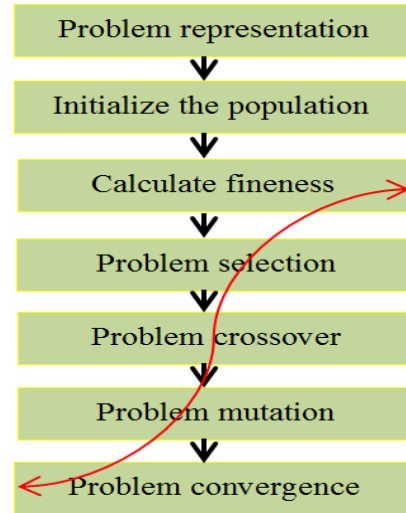 Problem representation
Initialize the population
Calculate fineness
Problem selection
Problem crossover
Problem mutation
Problem convergence